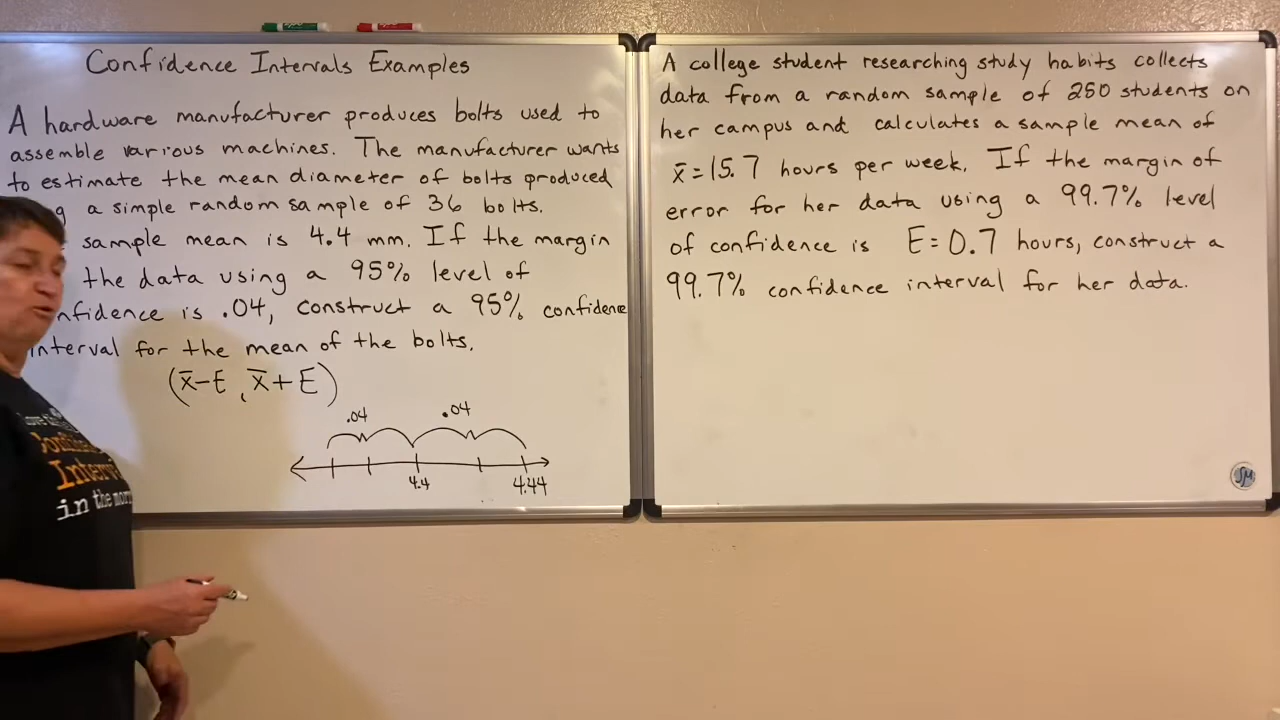 Confidence Intervals Examples
A hardware manufacturer produces bolts used to
assemble various machines. The manufacturer wants
to estimate the mean diameter of bolts produced
a simple random sample of 36 bolts.
sample mean is 4.4 mm. If the margin
the data using a 95% level of
nfidence is .04, construct a 95% confidence
interval for the mean of the bolts.
(x̄-E, x̄+E)
.04 .04
4.4 4.44
A college student researching study habits collects
data from a random sample of 250 students on
her campus and calculates a sample mean of
x̄=15.7 hours per week. If the margin of
error for her data using a 99.7% level
of confidence is E=0.7 hours, construct a
99.7% confidence interval for her data.
in the morn